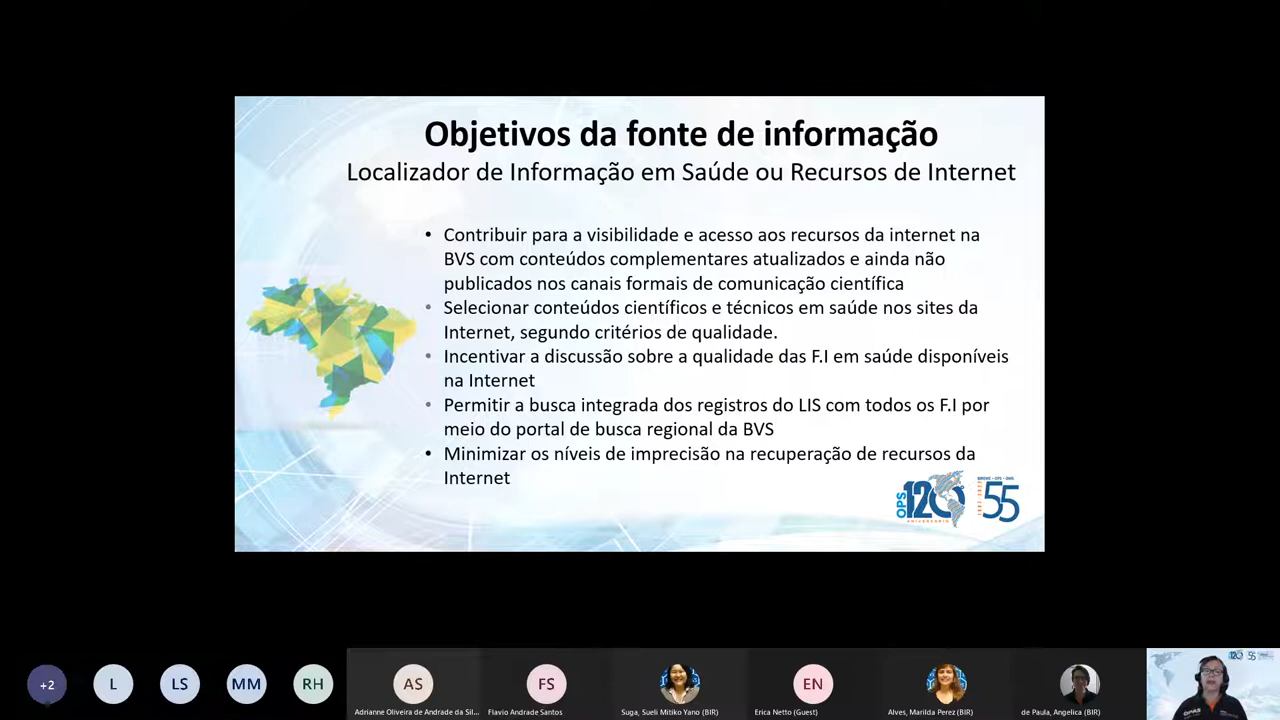 Objetivos da fonte de informação
Localizador de Informação em Saúde ou Recursos de Internet
• Contribuir para a visibilidade e acesso aos recursos da internet na
BVS com conteúdos complementares atualizados e ainda não
publicados nos canais formais de comunicação científica
• Selecionar conteúdos científicos e técnicos em saúde nos sites da
Internet, segundo critérios de qualidade.
• Incentivar a discussão sobre a qualidade das F.I em saúde disponíveis
na Internet
• Permitir a busca integrada dos registros do LIS com todos os F.I por
meio do portal de busca regional da BVS
• Minimizar os níveis de imprecisão na recuperação de recursos da
Internet
OPS 120
ANIVERSARIO
BIREME • OPS • OMS
55
+2
L
LS
MM
RH
AS
FS
EN
Adrianne Oliveira de Andrade da Sil...
Flavio Andrade Santos
Suga, Sueli Mitiko Yano (BIR)
Erica Netto (Guest)
Alves, Marilda Perez (BIR)
de Paula, Angelica (BIR)
120 55